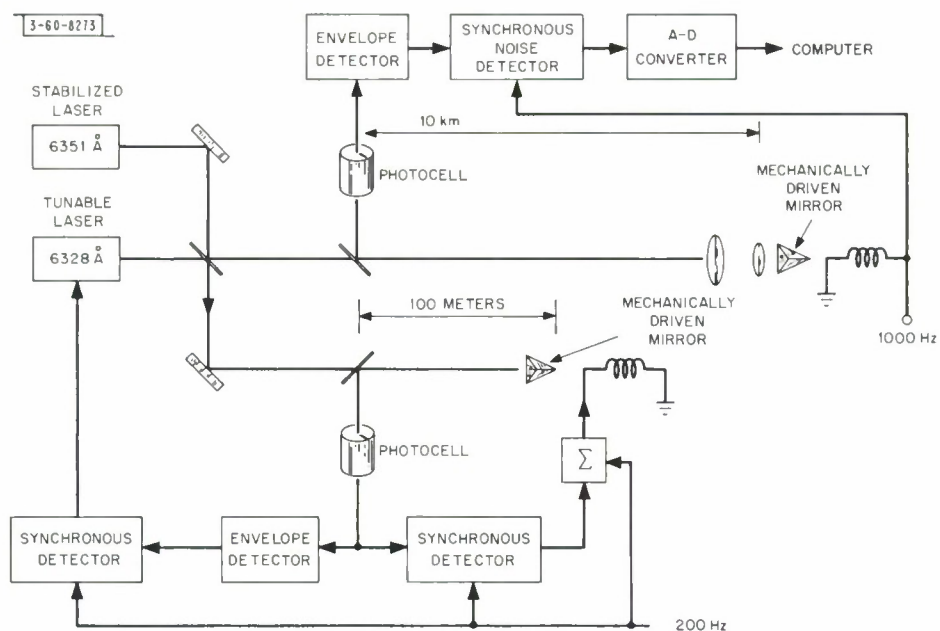 3-60-8273
STABILIZED
LASER
6351 Å
TUNABLE
LASER
6328 Å
ENVELOPE
DETECTOR
SYNCHRONOUS
NOISE
DETECTOR
A-D
CONVERTER
COMPUTER
10 km
PHOTOCELL
MECHANICALLY
DRIVEN
MIRROR
1000 Hz
100 METERS
MECHANICALLY
DRIVEN
MIRROR
PHOTOCELL
Σ
SYNCHRONOUS
DETECTOR
ENVELOPE
DETECTOR
SYNCHRONOUS
DETECTOR
200 Hz